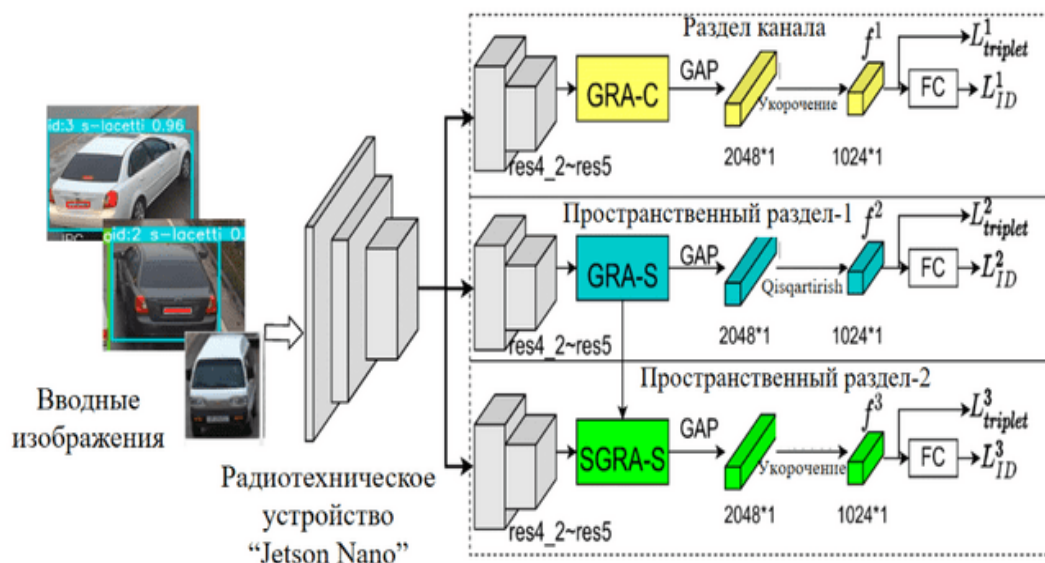 id:3 s-lacetti 0.96
id:2 s-lacetti 0.
Вводные
изображения
Радиотехническое
устройство
“Jetson Nano”
Раздел канала
res4_2~res5
GRA-C
GAP
2048*1
Укорочение
f¹
1024*1
FC
L¹triplet
L¹ID
Пространственный раздел-1
res4_2~res5
GRA-S
GAP
2048*1
Qisqartirish
f²
1024*1
FC
L²triplet
L²ID
Пространственный раздел-2
res4_2~res5
SGRA-S
GAP
2048*1
Укорочение
f³
1024*1
FC
L³triplet
L³ID